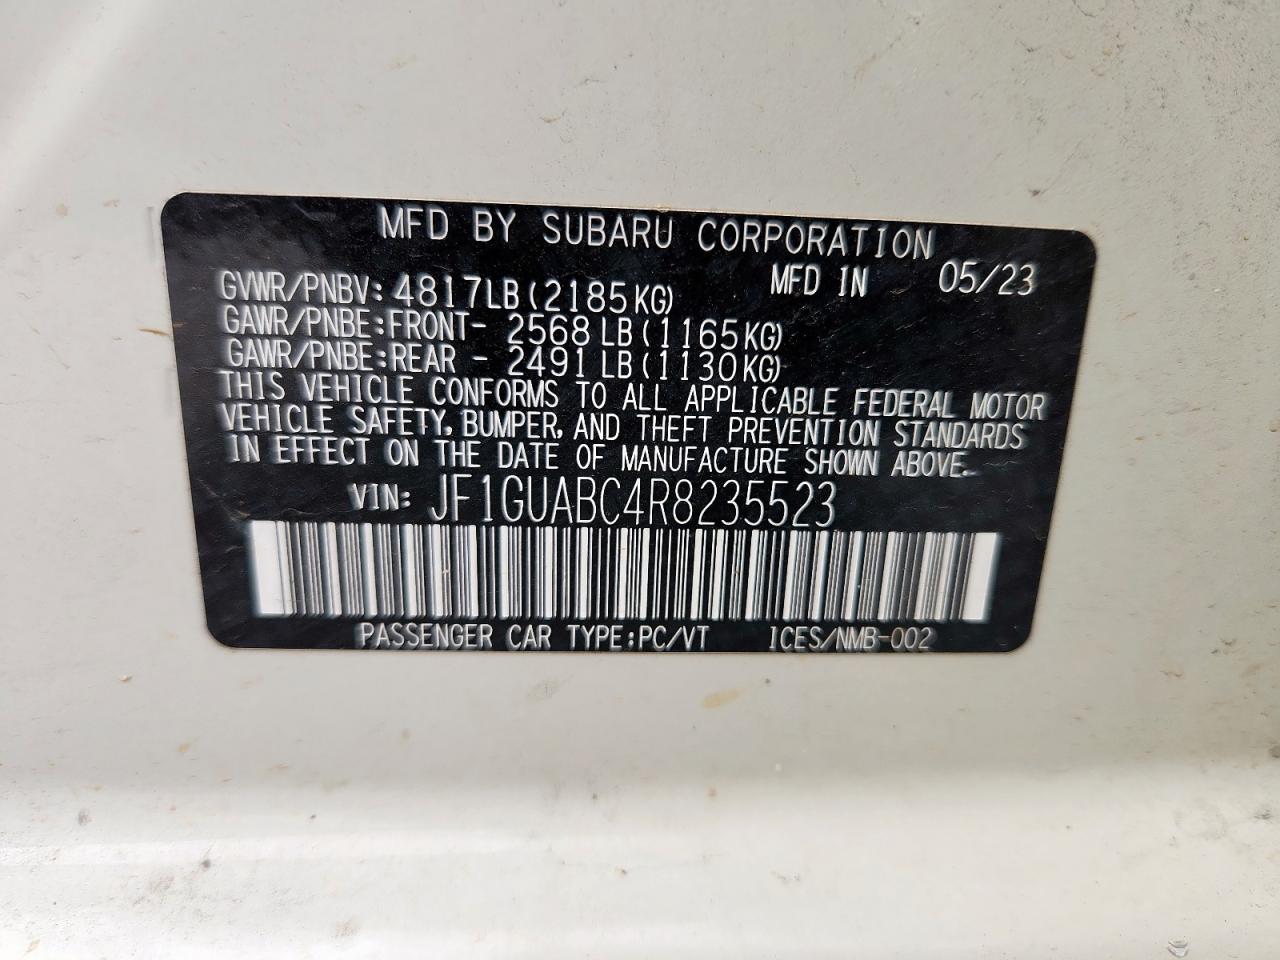 MFD BY SUBARU CORPORATION
GVWR/PNBV: 4817LB(2185KG) MFD IN 05/23
GAWR/PNBE:FRONT- 2568 LB(1165KG)
GAWR/PNBE:REAR - 2491 LB(1130KG)
THIS VEHICLE CONFORMS TO ALL APPLICABLE FEDERAL MOTOR
VEHICLE SAFETY, BUMPER, AND THEFT PREVENTION STANDARDS
IN EFFECT ON THE DATE OF MANUFACTURE SHOWN ABOVE.
VIN: JF1GUABC4R8235523
PASSENGER CAR TYPE:PC/VT ICES/NMB-002